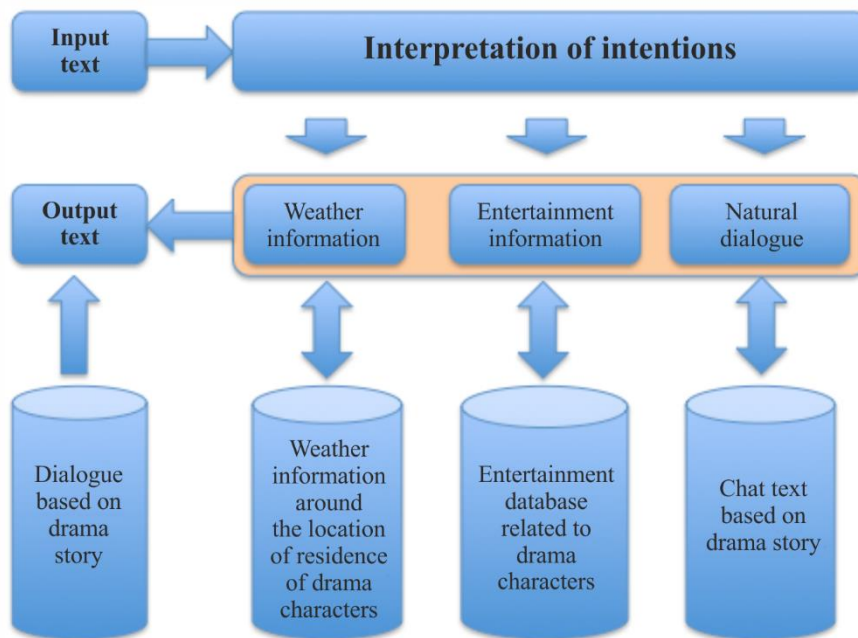 Input
text
Interpretation of intentions
Output
text
Weather
information
Entertainment
information
Natural
dialogue
Dialogue
based on
drama
story
Weather
information
around
the location
of residence
of drama
characters
Entertainment
database
related to
drama
characters
Chat text
based on
drama story